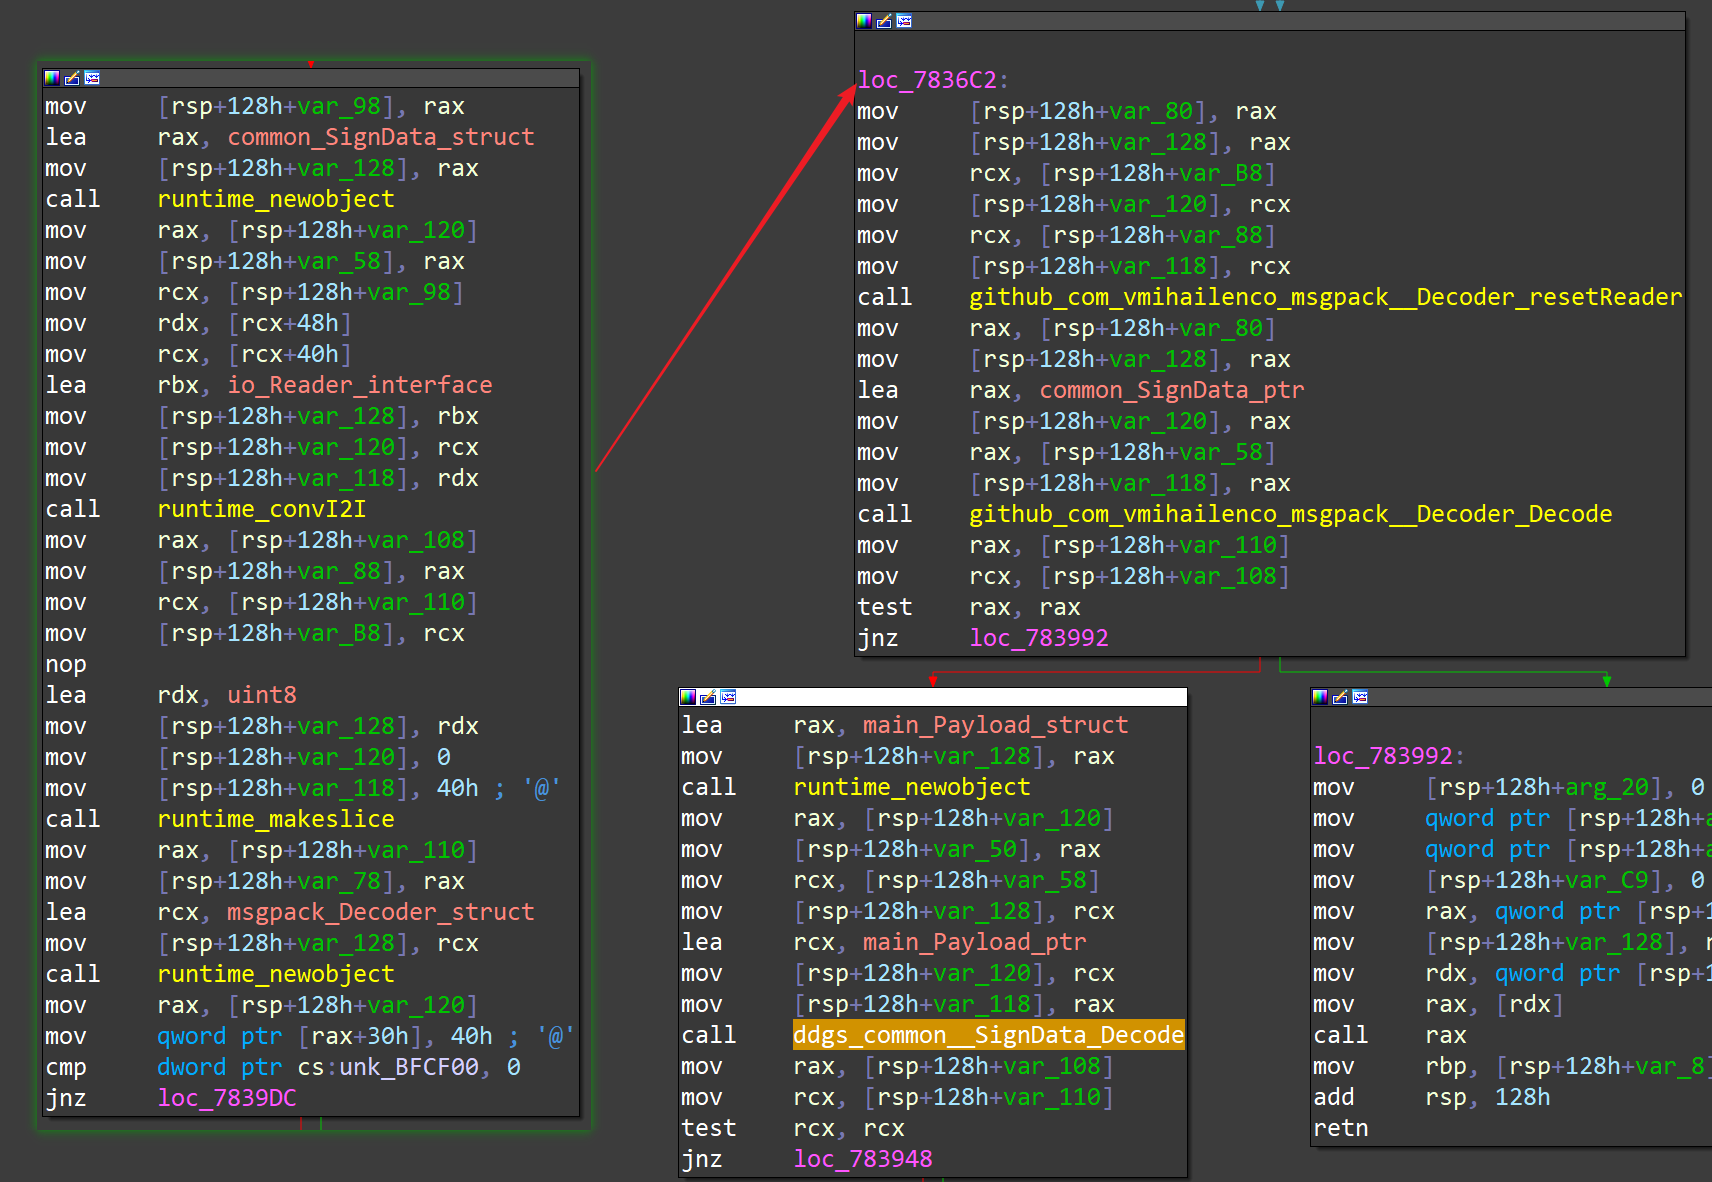 mov [rsp+128h+var_98], rax
lea rax, common_SignData_struct
mov [rsp+128h+var_128], rax
call runtime_newobject
mov rax, [rsp+128h+var_120]
mov [rsp+128h+var_58], rax
mov rcx, [rsp+128h+var_98]
mov rdx, [rcx+48h]
mov rcx, [rcx+40h]
lea rbx, io_Reader_interface
mov [rsp+128h+var_128], rbx
mov [rsp+128h+var_120], rcx
mov [rsp+128h+var_118], rdx
call runtime_convI2I
mov rax, [rsp+128h+var_108]
mov [rsp+128h+var_88], rax
mov rcx, [rsp+128h+var_110]
mov [rsp+128h+var_B8], rcx
nop
lea rdx, uint8
mov [rsp+128h+var_128], rdx
mov [rsp+128h+var_120], 0
mov [rsp+128h+var_118], 40h ; '@'
call runtime_makeslice
mov rax, [rsp+128h+var_110]
mov [rsp+128h+var_78], rax
lea rcx, msgpack_Decoder_struct
mov [rsp+128h+var_128], rcx
call runtime_newobject
mov rax, [rsp+128h+var_120]
mov qword ptr [rax+30h], 40h ; '@'
cmp dword ptr cs:unk_BFCF00, 0
jnz loc_7839DC
loc_7836C2:
mov [rsp+128h+var_80], rax
mov [rsp+128h+var_128], rax
mov rcx, [rsp+128h+var_B8]
mov [rsp+128h+var_120], rcx
mov rcx, [rsp+128h+var_88]
mov [rsp+128h+var_118], rcx
call github_com_vmihailenco_msgpack__Decoder_resetReader
mov rax, [rsp+128h+var_80]
mov [rsp+128h+var_128], rax
lea rax, common_SignData_ptr
mov [rsp+128h+var_120], rax
mov rax, [rsp+128h+var_58]
mov [rsp+128h+var_118], rax
call github_com_vmihailenco_msgpack__Decoder_Decode
mov rax, [rsp+128h+var_110]
mov rcx, [rsp+128h+var_108]
test rax, rax
jnz loc_783992
lea rax, main_Payload_struct
mov [rsp+128h+var_128], rax
call runtime_newobject
mov rax, [rsp+128h+var_120]
mov [rsp+128h+var_50], rax
mov rcx, [rsp+128h+var_58]
mov [rsp+128h+var_128], rcx
lea rcx, main_Payload_ptr
mov [rsp+128h+var_120], rcx
mov [rsp+128h+var_118], rax
call ddgs_common__SignData_Decode
mov rax, [rsp+128h+var_108]
mov rcx, [rsp+128h+var_110]
test rcx, rcx
jnz loc_783948
loc_783992:
mov [rsp+128h+arg_20], 0
mov qword ptr [rsp+128h+a
mov qword ptr [rsp+128h+a
mov [rsp+128h+var_C9], 0
mov rax, qword ptr [rsp+1
mov [rsp+128h+var_128], r
mov rdx, qword ptr [rsp+1
mov rax, [rdx]
call rax
mov rbp, [rsp+128h+var_8]
add rsp, 128h
retn